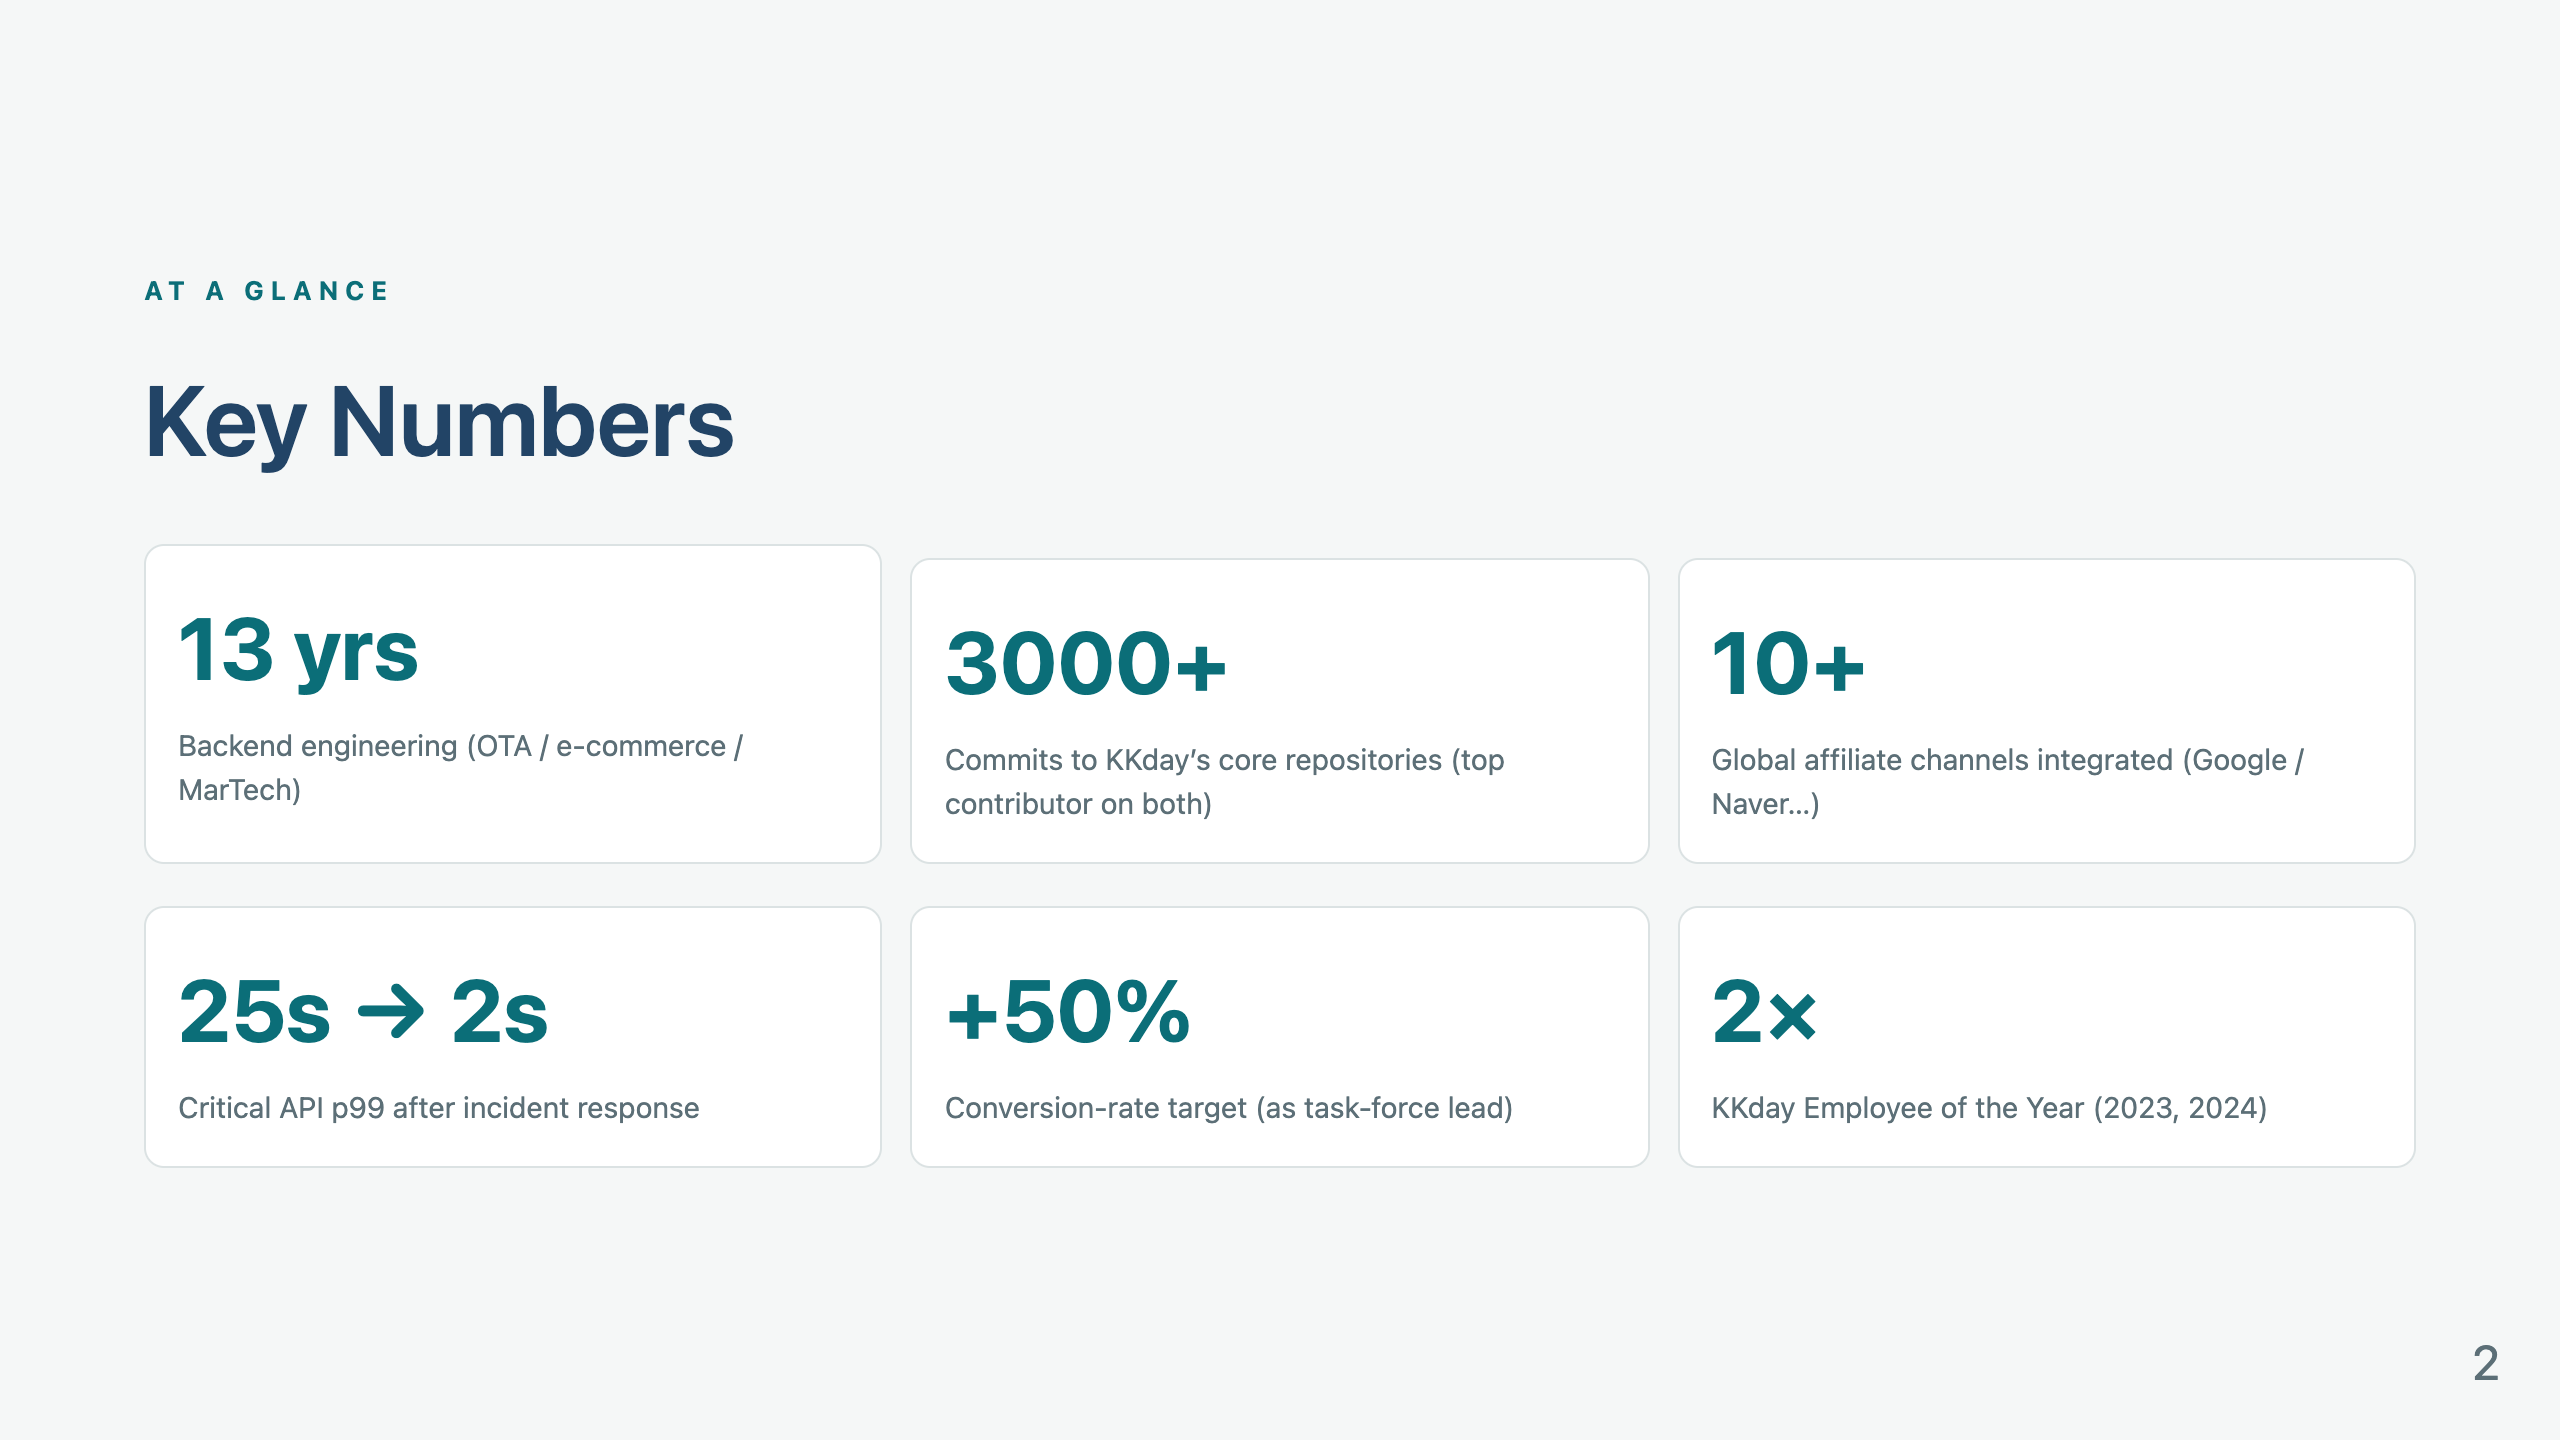 AT A GLANCE
Key Numbers
13 yrs
Backend engineering (OTA / e-commerce /
MarTech)
3000+
Commits to KKday’s core repositories (top
contributor on both)
10+
Global affiliate channels integrated (Google /
Naver…)
25s → 2s
Critical API p99 after incident response
+50%
Conversion-rate target (as task-force lead)
2×
KKday Employee of the Year (2023, 2024)
2